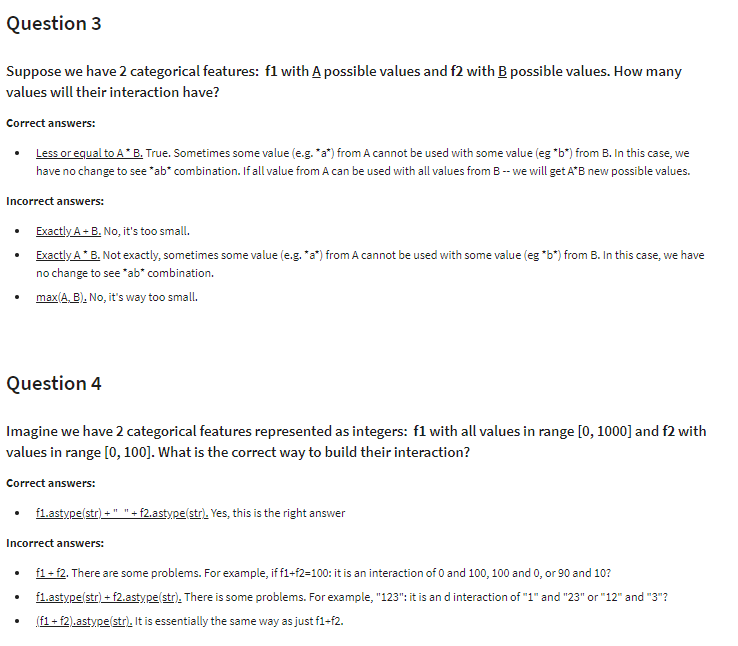 Question 3
Suppose we have 2 categorical features:  f1 with A possible values and f2 with B possible values. How many
values will their interaction have?
Correct answers:
• Less or equal to A * B. True. Sometimes some value (e.g. *a*) from A cannot be used with some value (eg *b*) from B. In this case, we
have no change to see *ab* combination. If all value from A can be used with all values from B -- we will get A*B new possible values.
Incorrect answers:
• Exactly A + B. No, it's too small.
• Exactly A * B. Not exactly, sometimes some value (e.g. *a*) from A cannot be used with some value (eg *b*) from B. In this case, we have
no change to see *ab* combination.
• max(A, B). No, it's way too small.
Question 4
Imagine we have 2 categorical features represented as integers:  f1 with all values in range [0, 1000] and f2 with
values in range [0, 100]. What is the correct way to build their interaction?
Correct answers:
• f1.astype(str) + "_" + f2.astype(str). Yes, this is the right answer
Incorrect answers:
• f1 + f2. There are some problems. For example, if f1+f2=100: it is an interaction of 0 and 100, 100 and 0, or 90 and 10?
• f1.astype(str) + f2.astype(str). There is some problems. For example, "123": it is an d interaction of "1" and "23" or "12" and "3"?
• (f1 + f2).astype(str). It is essentially the same way as just f1+f2.